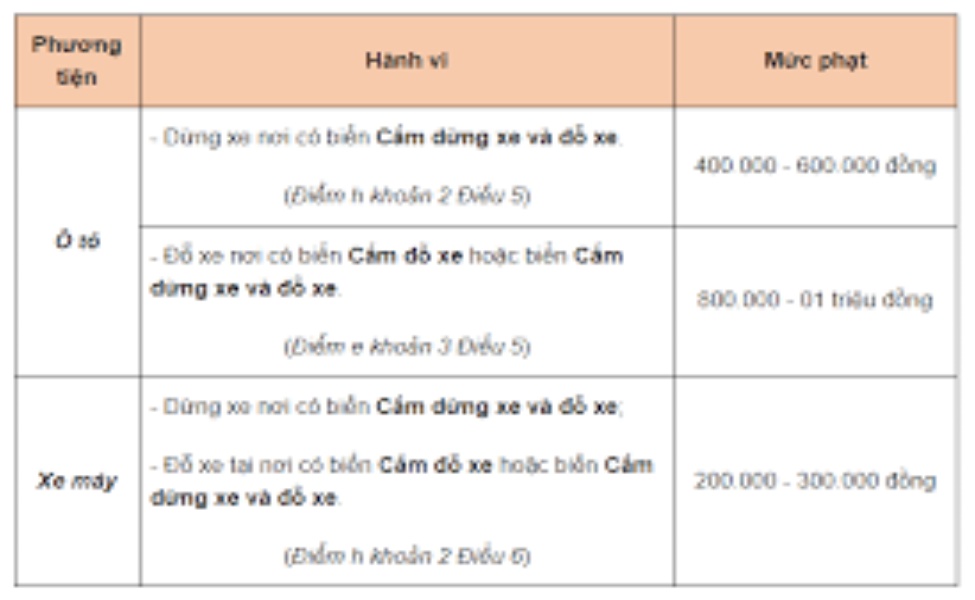 Phương
tiện
Hành vi
Mức phạt
Ô tô
- Dừng xe nơi có biển Cấm dừng xe và đỗ xe.
(Điểm h khoản 2 Điều 5)
400.000 - 600.000 đồng
- Đỗ xe nơi có biển Cấm đỗ xe hoặc biển Cấm
dừng xe và đỗ xe.
(Điểm e khoản 3 Điều 5)
800.000 - 01 triệu đồng
Xe máy
- Dừng xe nơi có biển Cấm dừng xe và đỗ xe;
- Đỗ xe tại nơi có biển Cấm đỗ xe hoặc biển Cấm
dừng xe và đỗ xe.
(Điểm h khoản 2 Điều 6)
200.000 - 300.000 đồng